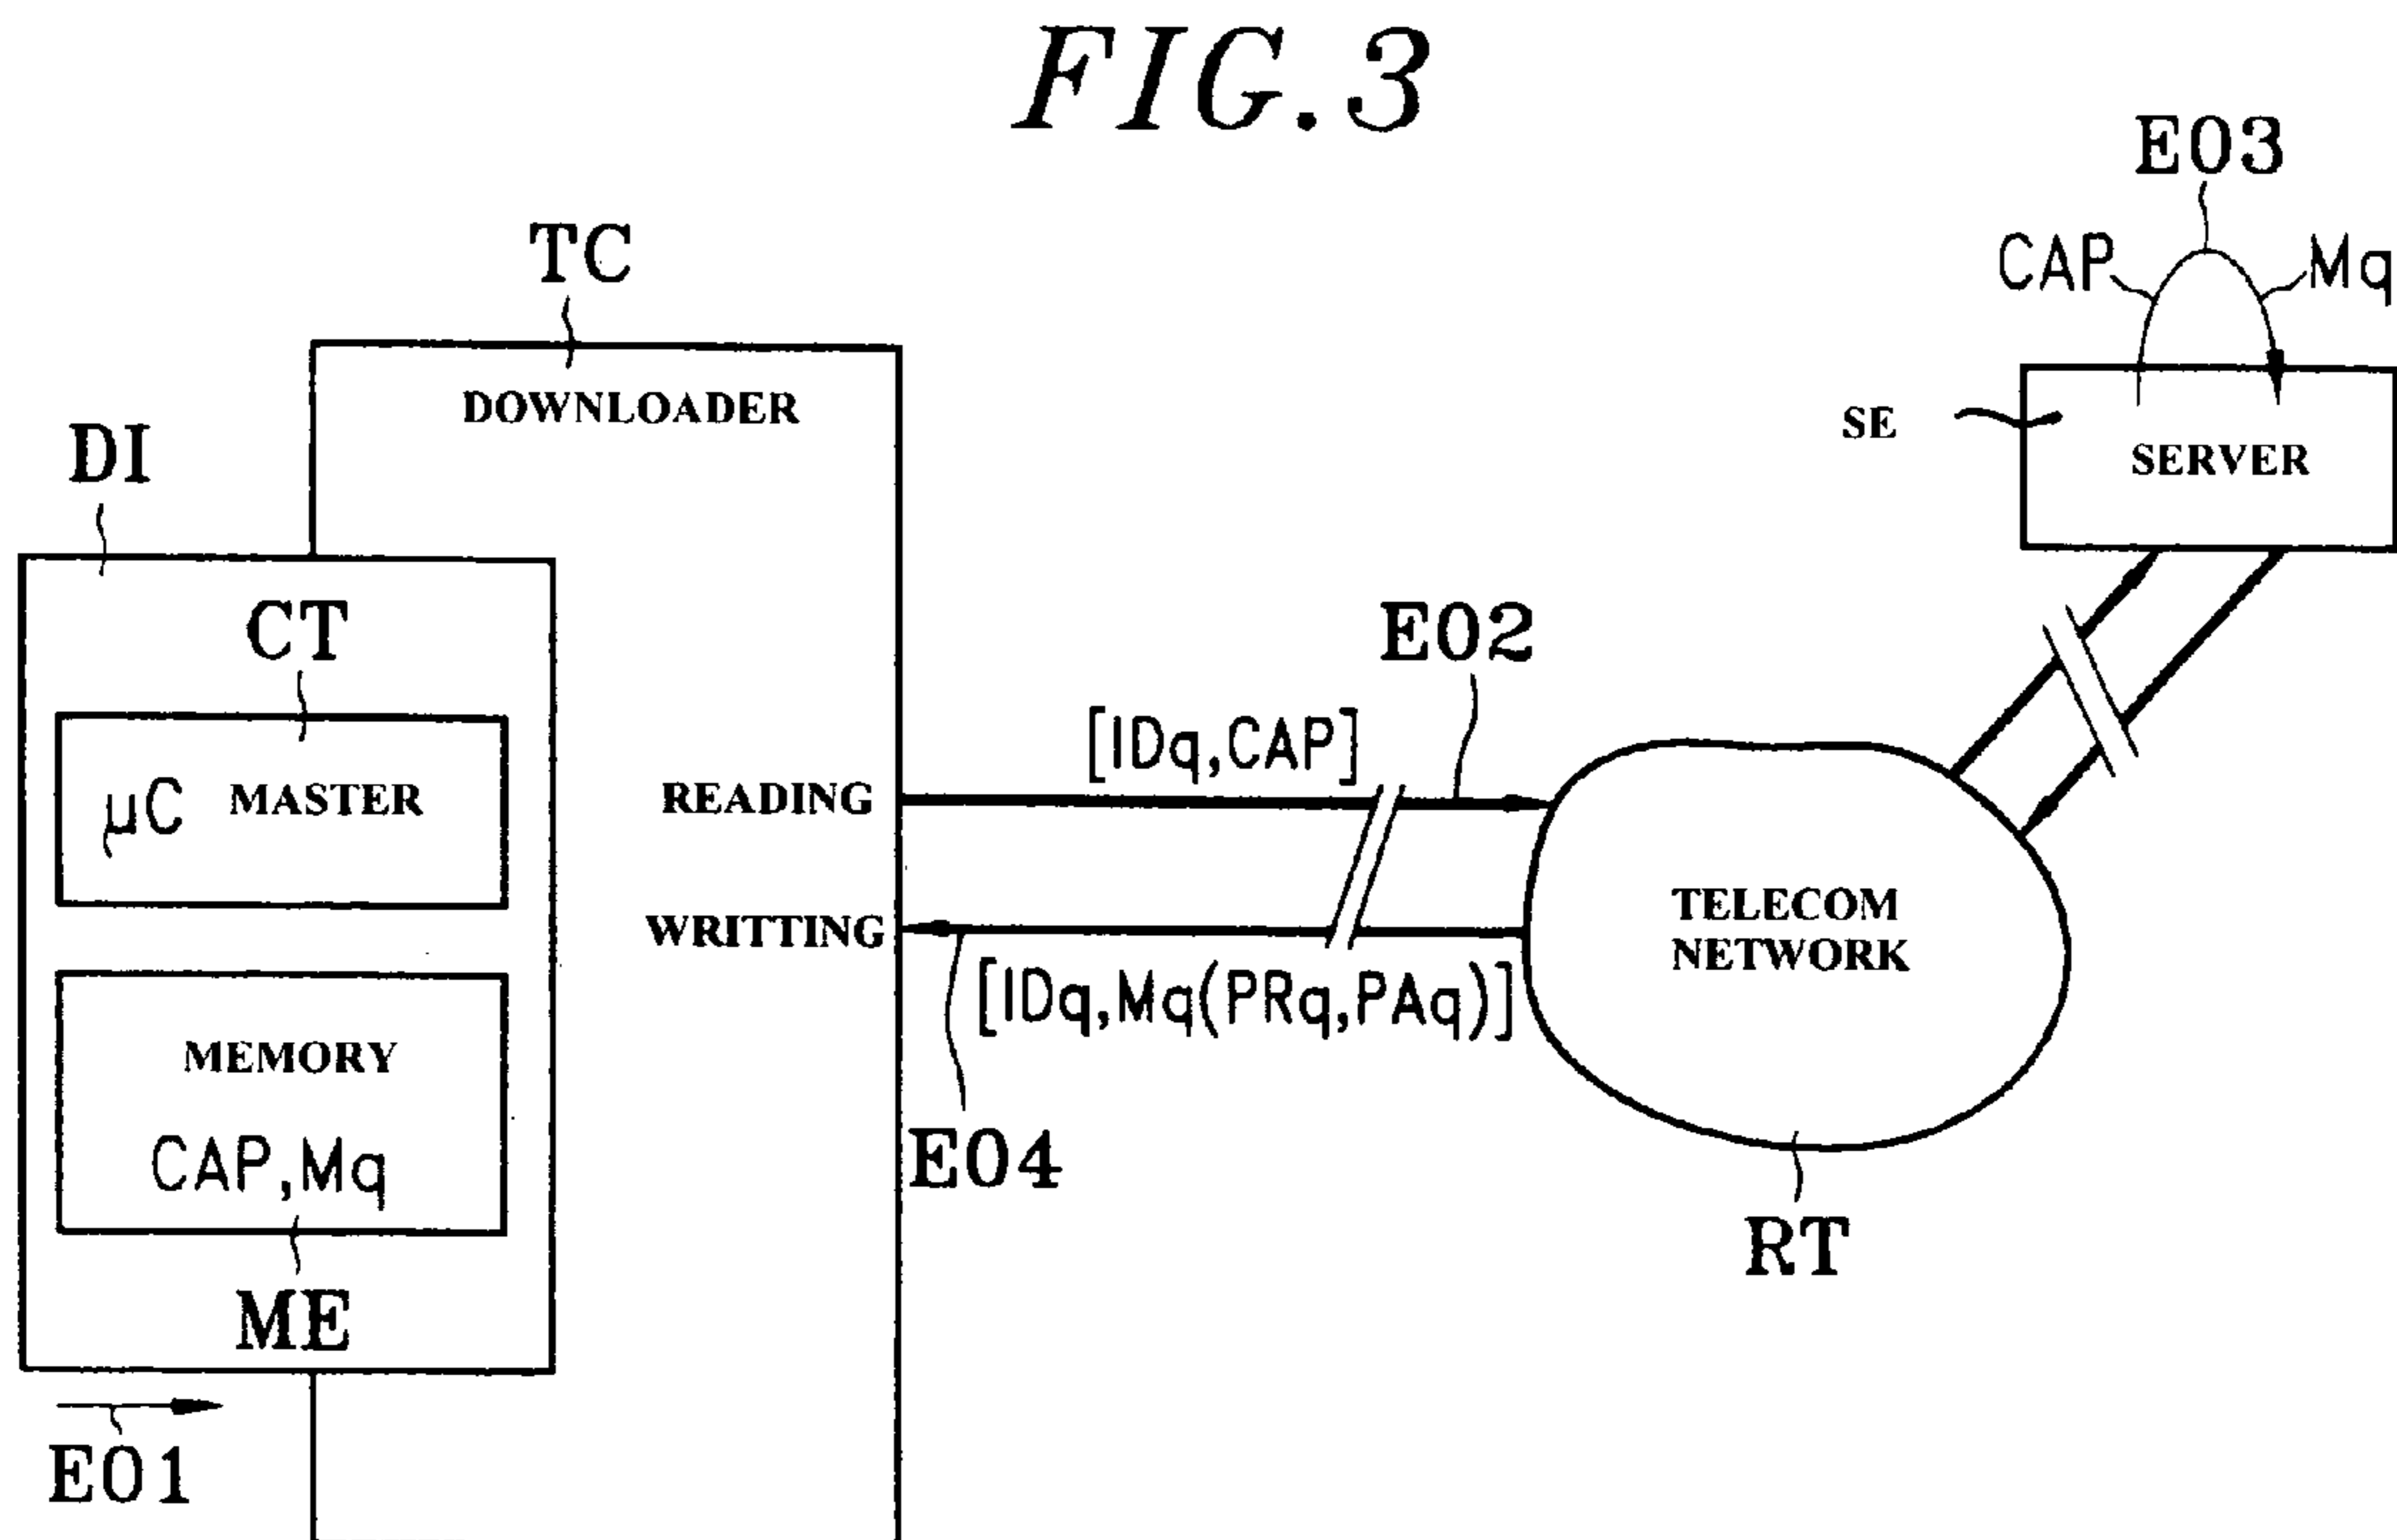 FIG.3
E03
CAP
Mq
TC
DOWNLOADER
DI
SE
SERVER
CT
E02
µC MASTER
[IDq,CAP]
READING
WRITTING
TELECOM
NETWORK
[IDq,Mq(PRq,PAq)]
MEMORY
CAP,Mq
E04
RT
ME
E01